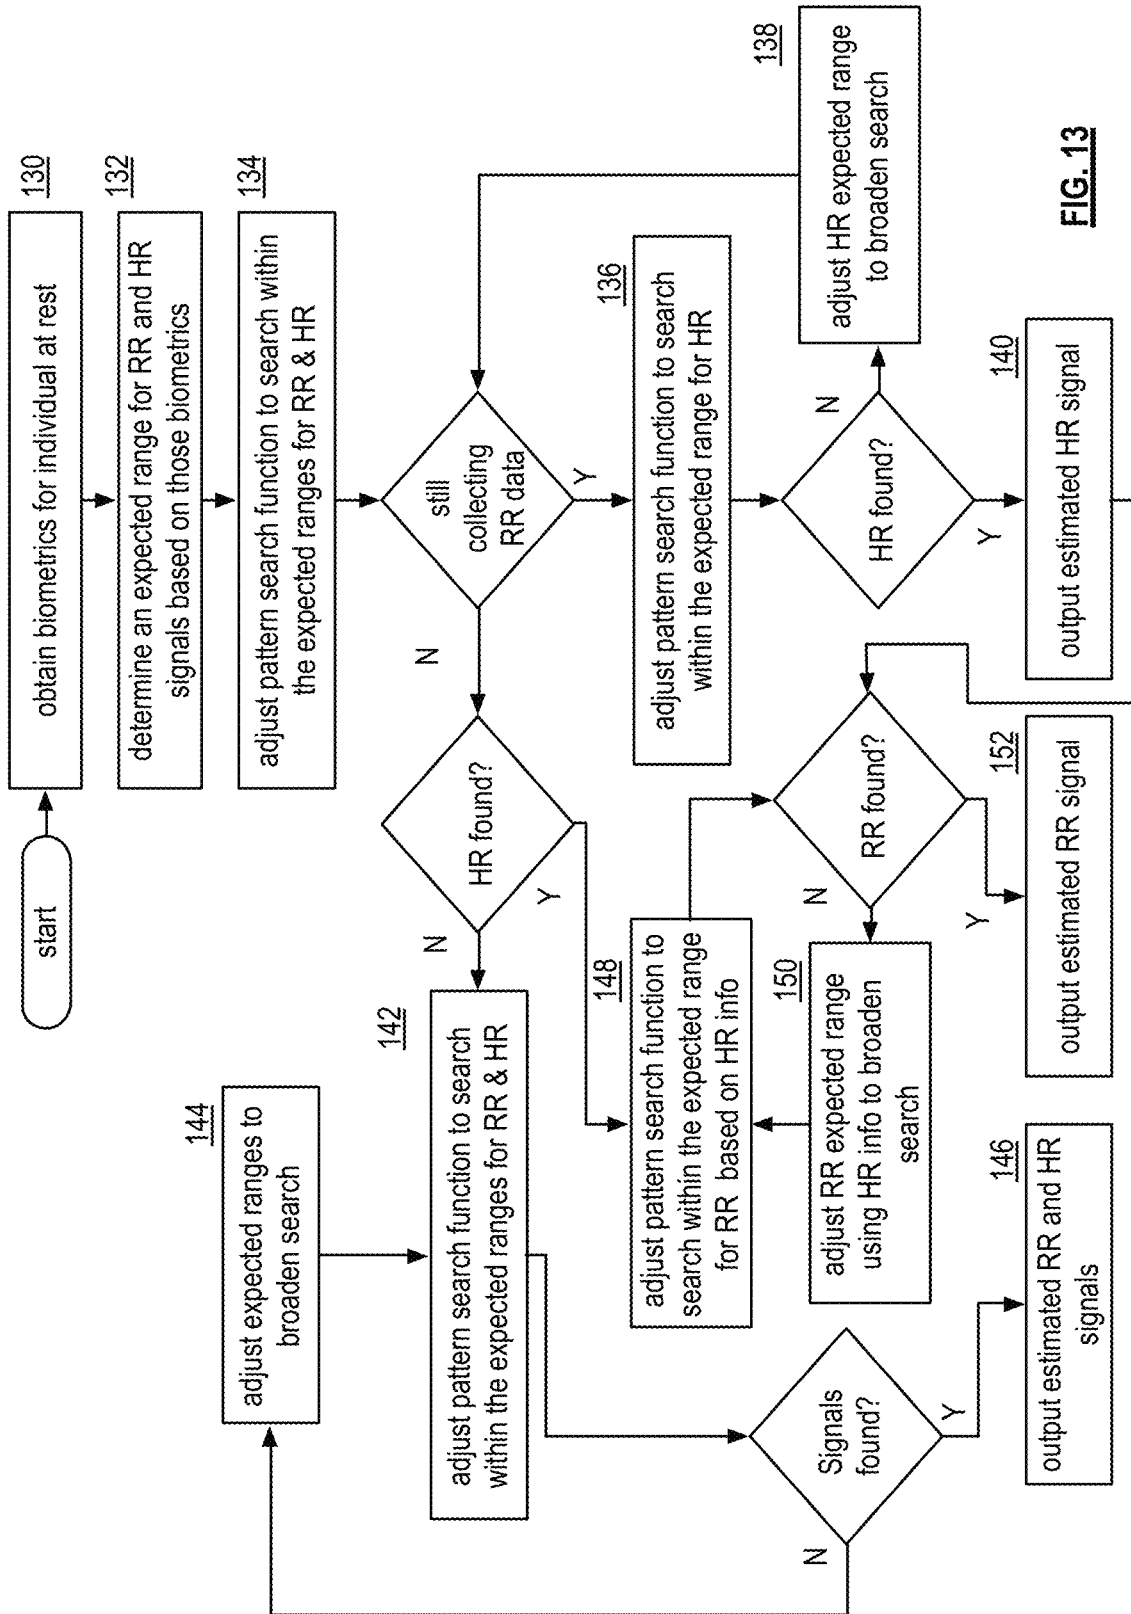 start
130
obtain biometrics for individual at rest
132
determine an expected range for RR and HR
signals based on those biometrics
134
adjust pattern search function to search within
the expected ranges for RR & HR
still
collecting
RR data
N
Y
136
adjust pattern search function to search
within the expected range for HR
HR found?
N
Y
138
adjust HR expected range
to broaden search
140
output estimated HR signal
HR found?
N
Y
142
adjust pattern search function to search
within the expected ranges for RR & HR
144
adjust expected ranges to
broaden search
Signals
found?
N
Y
146
output estimated RR and HR
signals
148
adjust pattern search function to
search within the expected range
for RR based on HR info
RR found?
N
Y
150
adjust RR expected range
using HR info to broaden
search
152
output estimated RR signal
FIG. 13